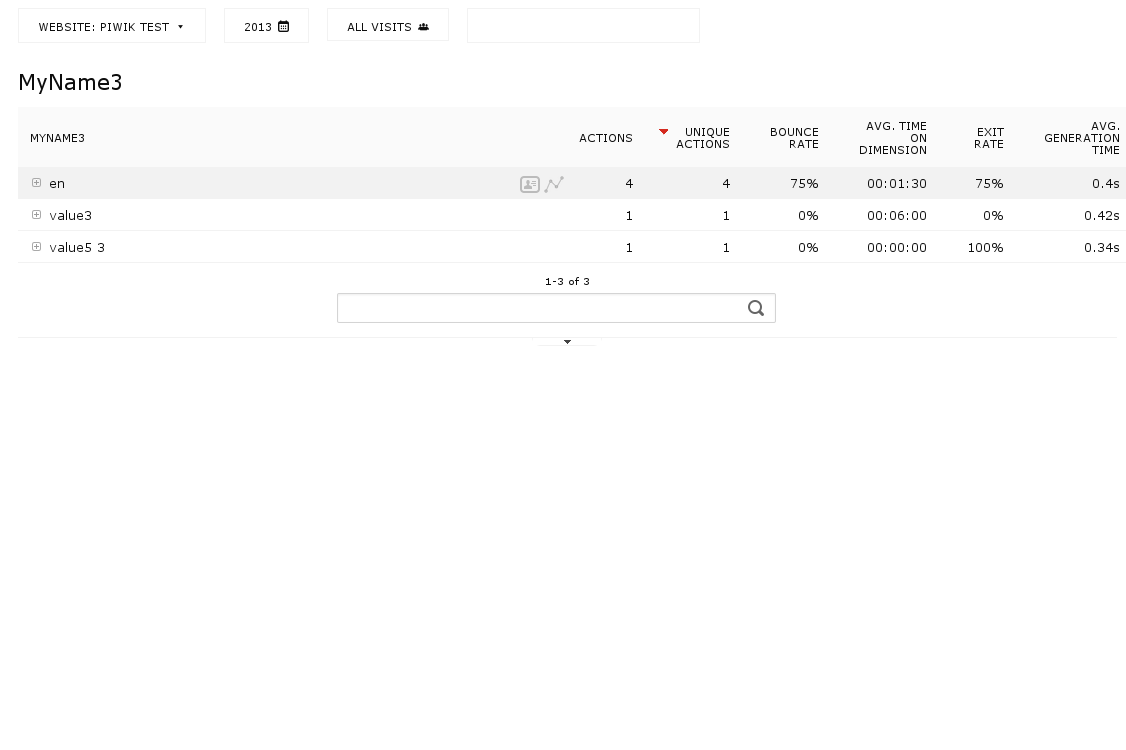 WEBSITE: PIWIK TEST
2013
ALL VISITS
MyName3
MYNAME3
ACTIONS
UNIQUE
ACTIONS
BOUNCE
RATE
AVG. TIME
ON
DIMENSION
EXIT
RATE
AVG.
GENERATION
TIME
en 4 4 75% 00:01:30 75% 0.4s
value3 1 1 0% 00:06:00 0% 0.42s
value5 3 1 1 0% 00:00:00 100% 0.34s
1-3 of 3